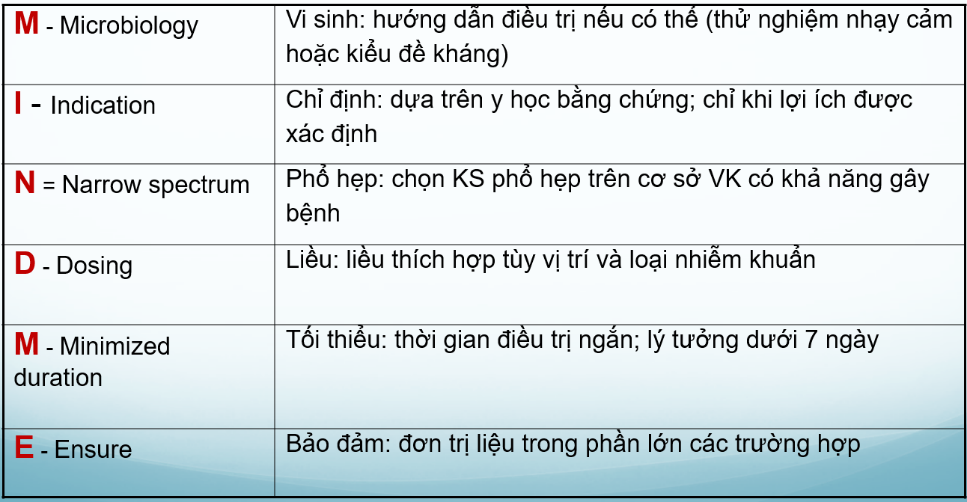 M - Microbiology
Vi sinh: hướng dẫn điều trị nếu có thể (thử nghiệm nhạy cảm
hoặc kiểu đề kháng)
I - Indication
Chỉ định: dựa trên y học bằng chứng; chỉ khi lợi ích được
xác định
N = Narrow spectrum
Phổ hẹp: chọn KS phổ hẹp trên cơ sở VK có khả năng gây
bệnh
D - Dosing
Liều: liều thích hợp tùy vị trí và loại nhiễm khuẩn
M - Minimized
duration
Tối thiểu: thời gian điều trị ngắn; lý tưởng dưới 7 ngày
E - Ensure
Bảo đảm: đơn trị liệu trong phần lớn các trường hợp